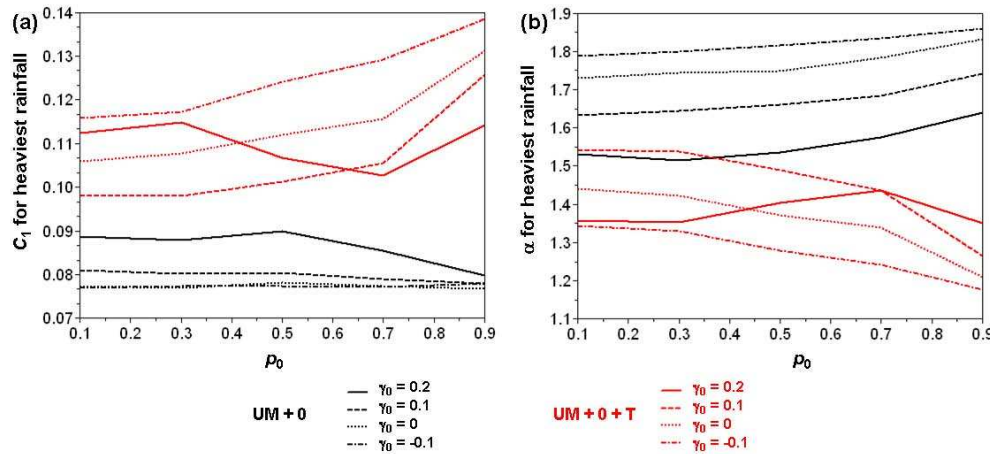 (a)
0.14
0.13
0.12
0.11
0.10
0.09
0.08
0.07
C₁ for heaviest rainfall
0.1 0.2 0.3 0.4 0.5 0.6 0.7 0.8 0.9
p₀
(b)
1.9
1.8
1.7
1.6
1.5
1.4
1.3
1.2
1.1
α for heaviest rainfall
0.1 0.2 0.3 0.4 0.5 0.6 0.7 0.8 0.9
p₀
UM + 0
γ₀ = 0.2
γ₀ = 0.1
γ₀ = 0
γ₀ = -0.1
UM + 0 + T
γ₀ = 0.2
γ₀ = 0.1
γ₀ = 0
γ₀ = -0.1